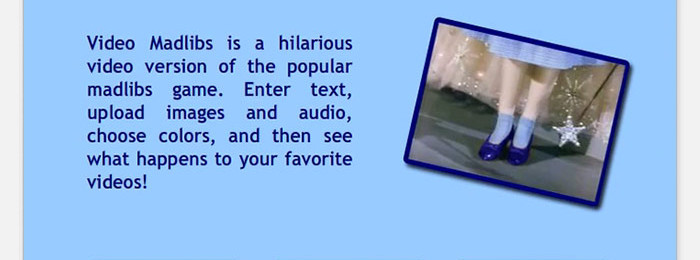 Video Madlibs is a hilarious
video version of the popular
madlibs game. Enter text,
upload images and audio,
choose colors, and then see
what happens to your favorite
videos!